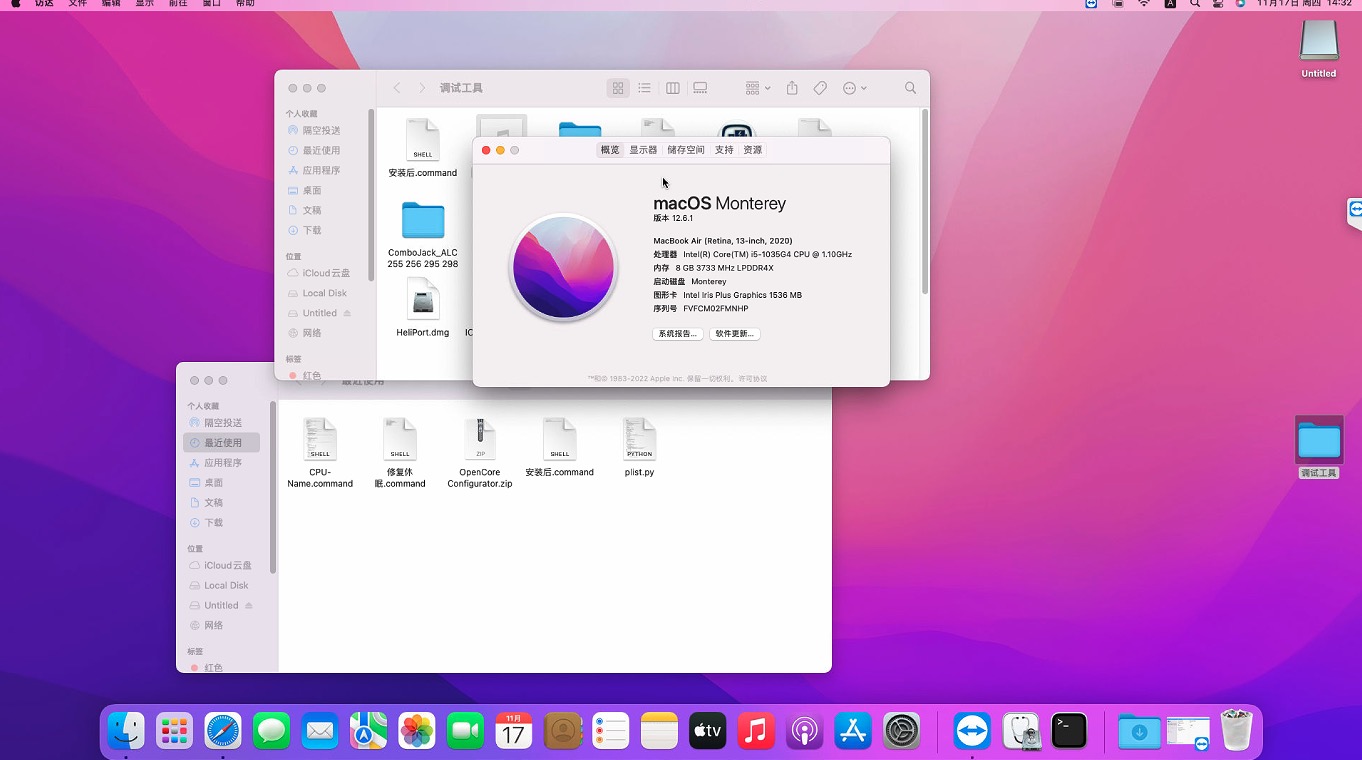 访达 文件 编辑 显示 前往 窗口 帮助
A 11月17日 周四 14:32
Untitled
调试工具
个人收藏
隔空投送
最近使用
应用程序
桌面
文稿
下载
位置
iCloud云盘
Local Disk
Untitled
网络
标签
红色
SHELL
安装后.command
ComboJack_ALC
255 256 295 298
HeliPort.dmg
概览 显示器 储存空间 支持 资源
macOS Monterey
版本 12.6.1
MacBook Air (Retina, 13-inch, 2020)
处理器 Intel(R) Core(TM) i5-1035G4 CPU @ 1.10GHz
内存 8 GB 3733 MHz LPDDR4X
启动磁盘 Monterey
图形卡 Intel Iris Plus Graphics 1536 MB
序列号 FVFCM02FMNHP
系统报告... 软件更新...
™和© 1983-2022 Apple Inc. 保留一切权利。许可协议
最近使用
个人收藏
隔空投送
最近使用
应用程序
桌面
文稿
下载
位置
iCloud云盘
Local Disk
Untitled
网络
标签
红色
SHELL SHELL ZIP SHELL PYTHON
CPU-
Name.command
修复休
眠.command
OpenCore
Configurator.zip
安装后.command
plist.py
调试工具
11月
17
tv